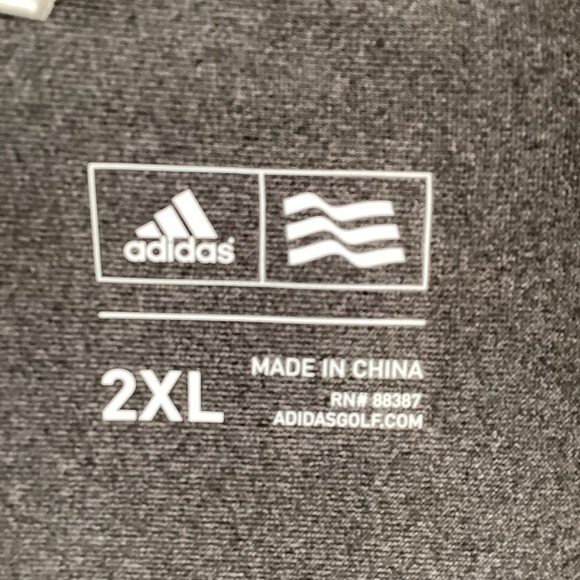 adidas
2XL
MADE IN CHINA
RN# 88387
ADIDASGOLF.COM